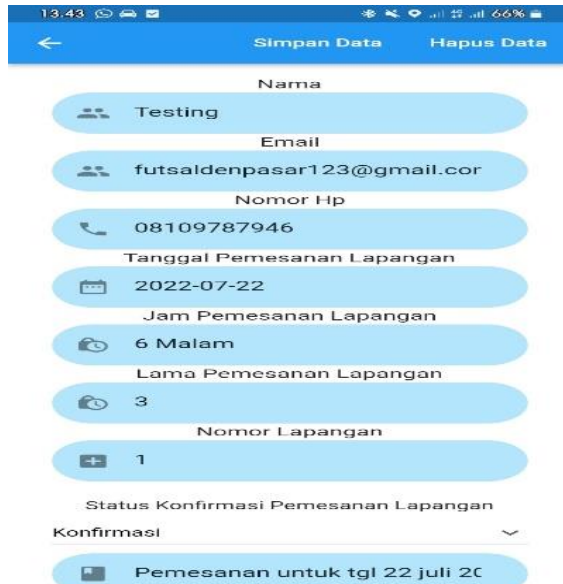 13.43 66%
Simpan Data Hapus Data
Nama
Testing
Email
futsaldenpasar123@gmail.cor
Nomor Hp
08109787946
Tanggal Pemesanan Lapangan
2022-07-22
Jam Pemesanan Lapangan
6 Malam
Lama Pemesanan Lapangan
3
Nomor Lapangan
1
Status Konfirmasi Pemesanan Lapangan
Konfirmasi
Pemesanan untuk tgl 22 juli 20